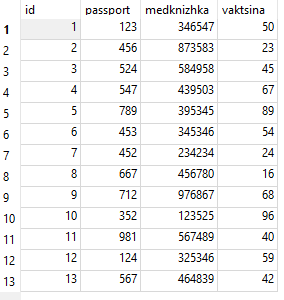 id passport medknizhka vaktsina
1 1 123 346547 50
2 2 456 873583 23
3 3 524 584958 45
4 4 547 439503 67
5 5 789 395345 89
6 6 453 345346 54
7 7 452 234234 24
8 8 667 456780 16
9 9 712 976867 68
10 10 352 123525 96
11 11 981 567489 40
12 12 124 325346 59
13 13 567 464839 42